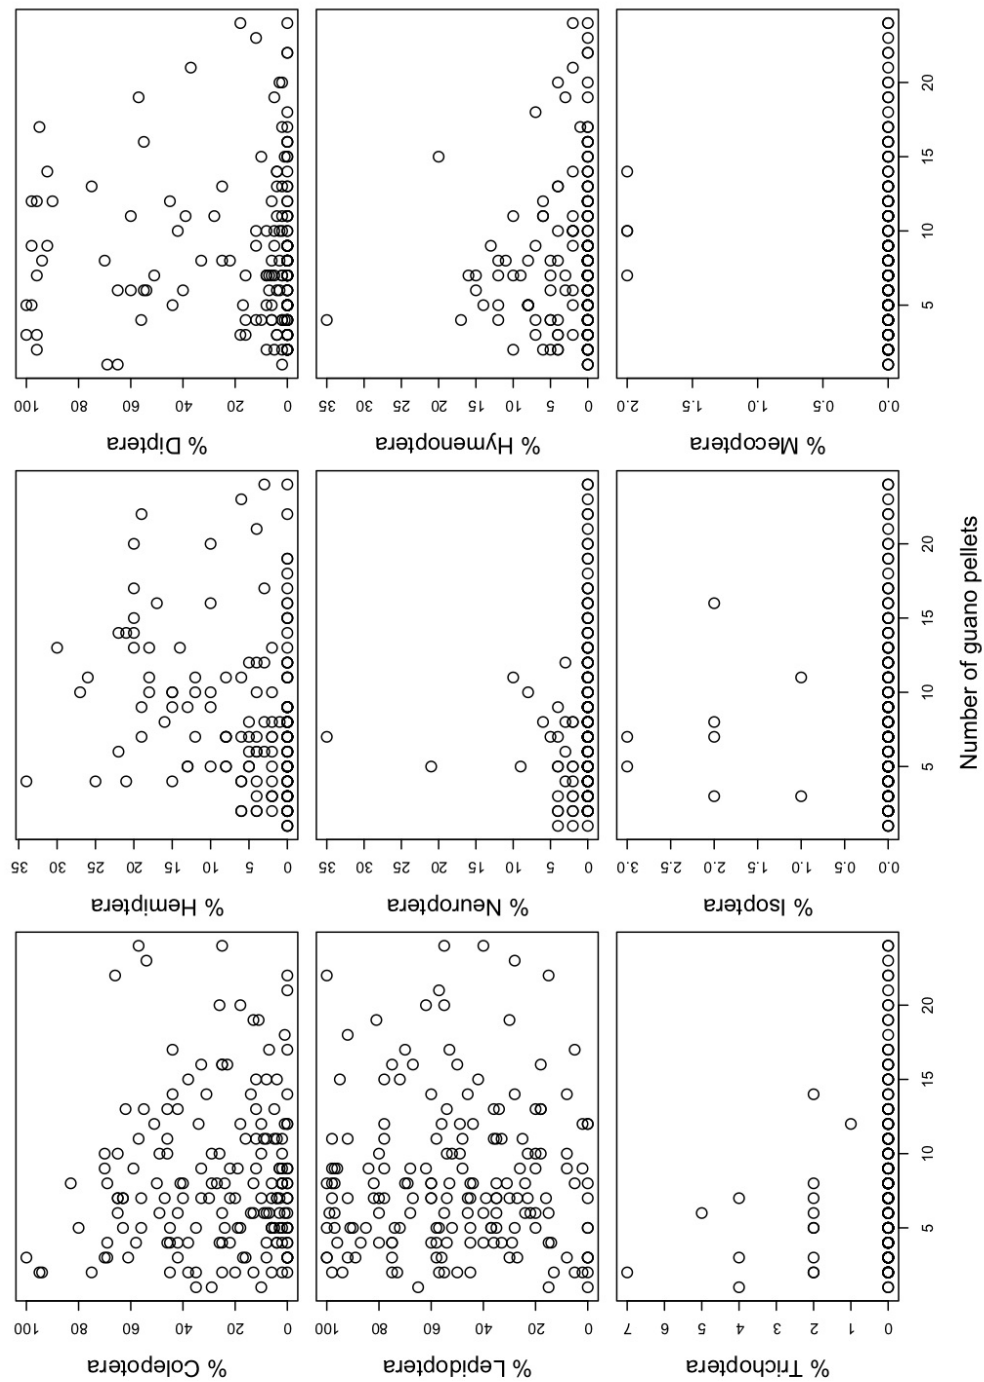 % Colepotera
0 20 40 60 80 100
% Hemiptera
0 5 10 15 20 25 30 35
% Diptera
0 20 40 60 80 100
% Lepidoptera
0 20 40 60 80 100
% Neuroptera
0 5 10 15 20 25 30 35
% Hymenoptera
0 5 10 15 20 25 30 35
% Trichoptera
0 1 2 3 4 5 6 7
% Isoptera
0.0 0.5 1.0 1.5 2.0 2.5 3.0
% Mecoptera
0.0 0.5 1.0 1.5 2.0
5 10 15 20
5 10 15 20
5 10 15 20
Number of guano pellets